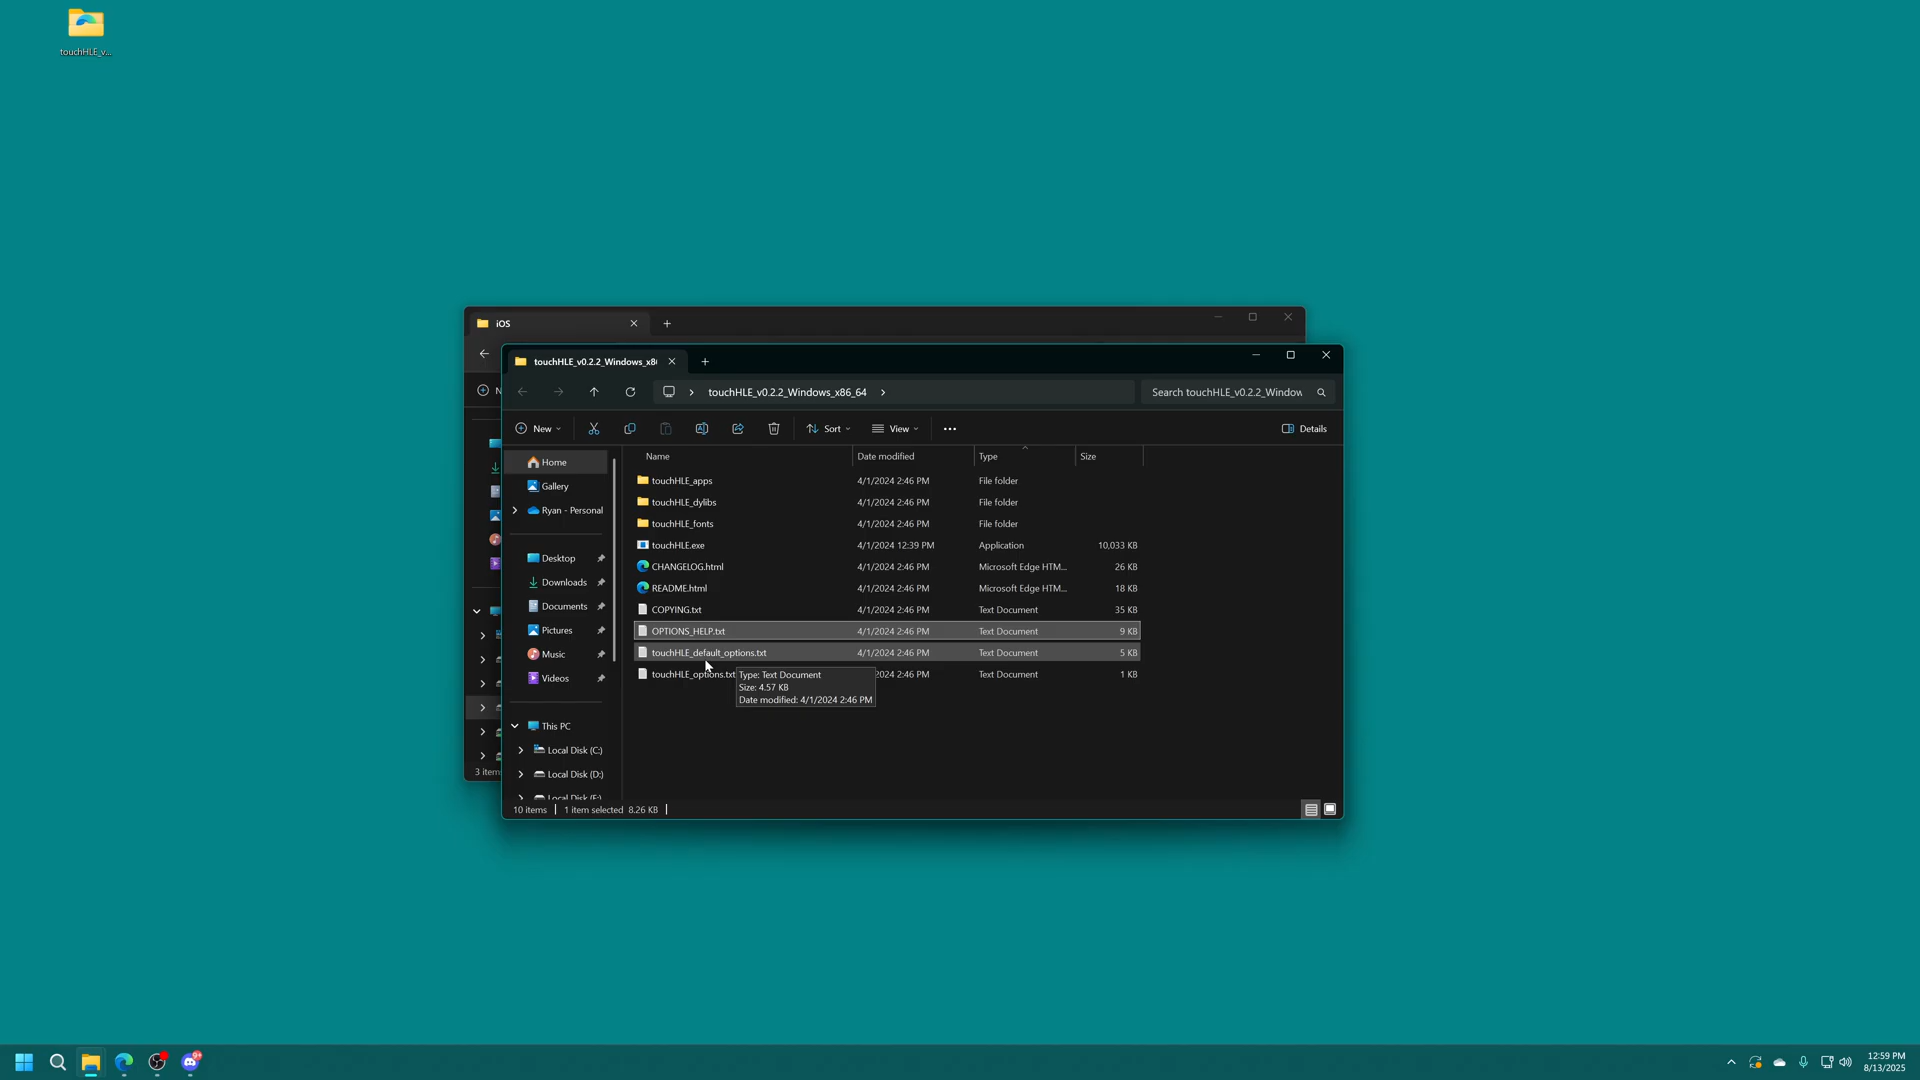 touchHLE_v...
iOS
touchHLE_v0.2.2_Windows_x86
touchHLE_v0.2.2_Windows_x86_64
Search touchHLE_v0.2.2_Window
N
New
Sort
View
Details
Name Date modified Type Size
Home
Gallery
Ryan - Personal
Desktop
Downloads
Documents
Pictures
Music
Videos
This PC
Local Disk (C:)
Local Disk (D:)
Local Disk (E:)
touchHLE_apps 4/1/2024 2:46 PM File folder
touchHLE_dylibs 4/1/2024 2:46 PM File folder
touchHLE_fonts 4/1/2024 2:46 PM File folder
touchHLE.exe 4/1/2024 12:39 PM Application 10,033 KB
CHANGELOG.html 4/1/2024 2:46 PM Microsoft Edge HTM... 26 KB
README.html 4/1/2024 2:46 PM Microsoft Edge HTM... 18 KB
COPYING.txt 4/1/2024 2:46 PM Text Document 35 KB
OPTIONS_HELP.txt 4/1/2024 2:46 PM Text Document 9 KB
touchHLE_default_options.txt 4/1/2024 2:46 PM Text Document 5 KB
touchHLE_options.txt 2024 2:46 PM Text Document 1 KB
Type: Text Document
Size: 4.57 KB
Date modified: 4/1/2024 2:46 PM
3 item
10 items 1 item selected 8.26 KB
9+
12:59 PM
8/13/2025